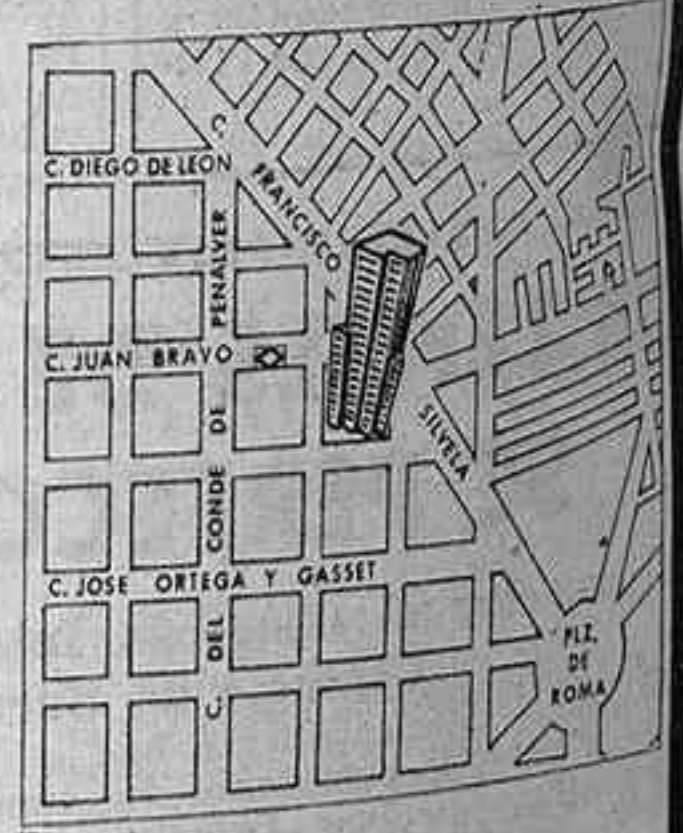 C. DIEGO DE LEON
C. FRANCISCO SILVELA
C. JUAN BRAVO
C. JOSE ORTEGA Y GASSET
C. DEL CONDE DE PEÑALVER
PLZ.
DE
ROMA